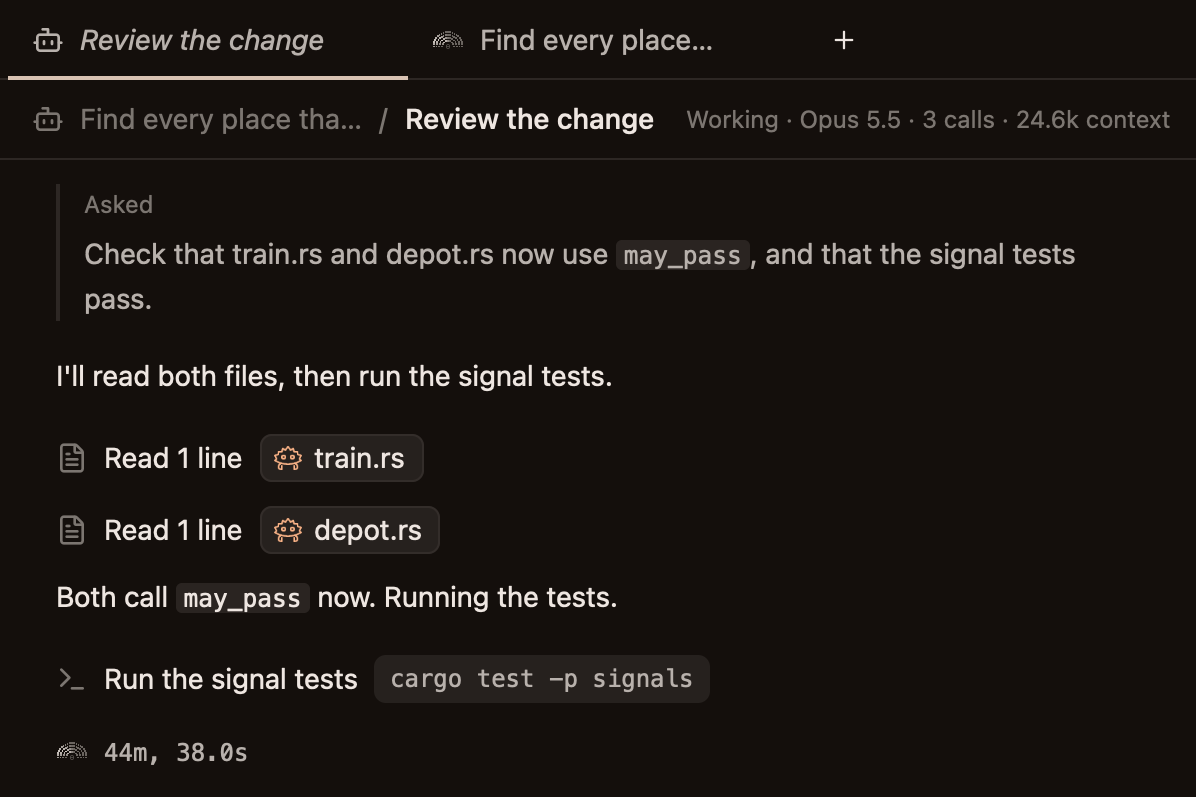 Review the change
Find every place...
+
Find every place tha... / Review the change Working · Opus 5.5 · 3 calls · 24.6k context
Asked
Check that train.rs and depot.rs now use may_pass, and that the signal tests
pass.
I'll read both files, then run the signal tests.
Read 1 line train.rs
Read 1 line depot.rs
Both call may_pass now. Running the tests.
Run the signal tests cargo test -p signals
44m, 38.0s